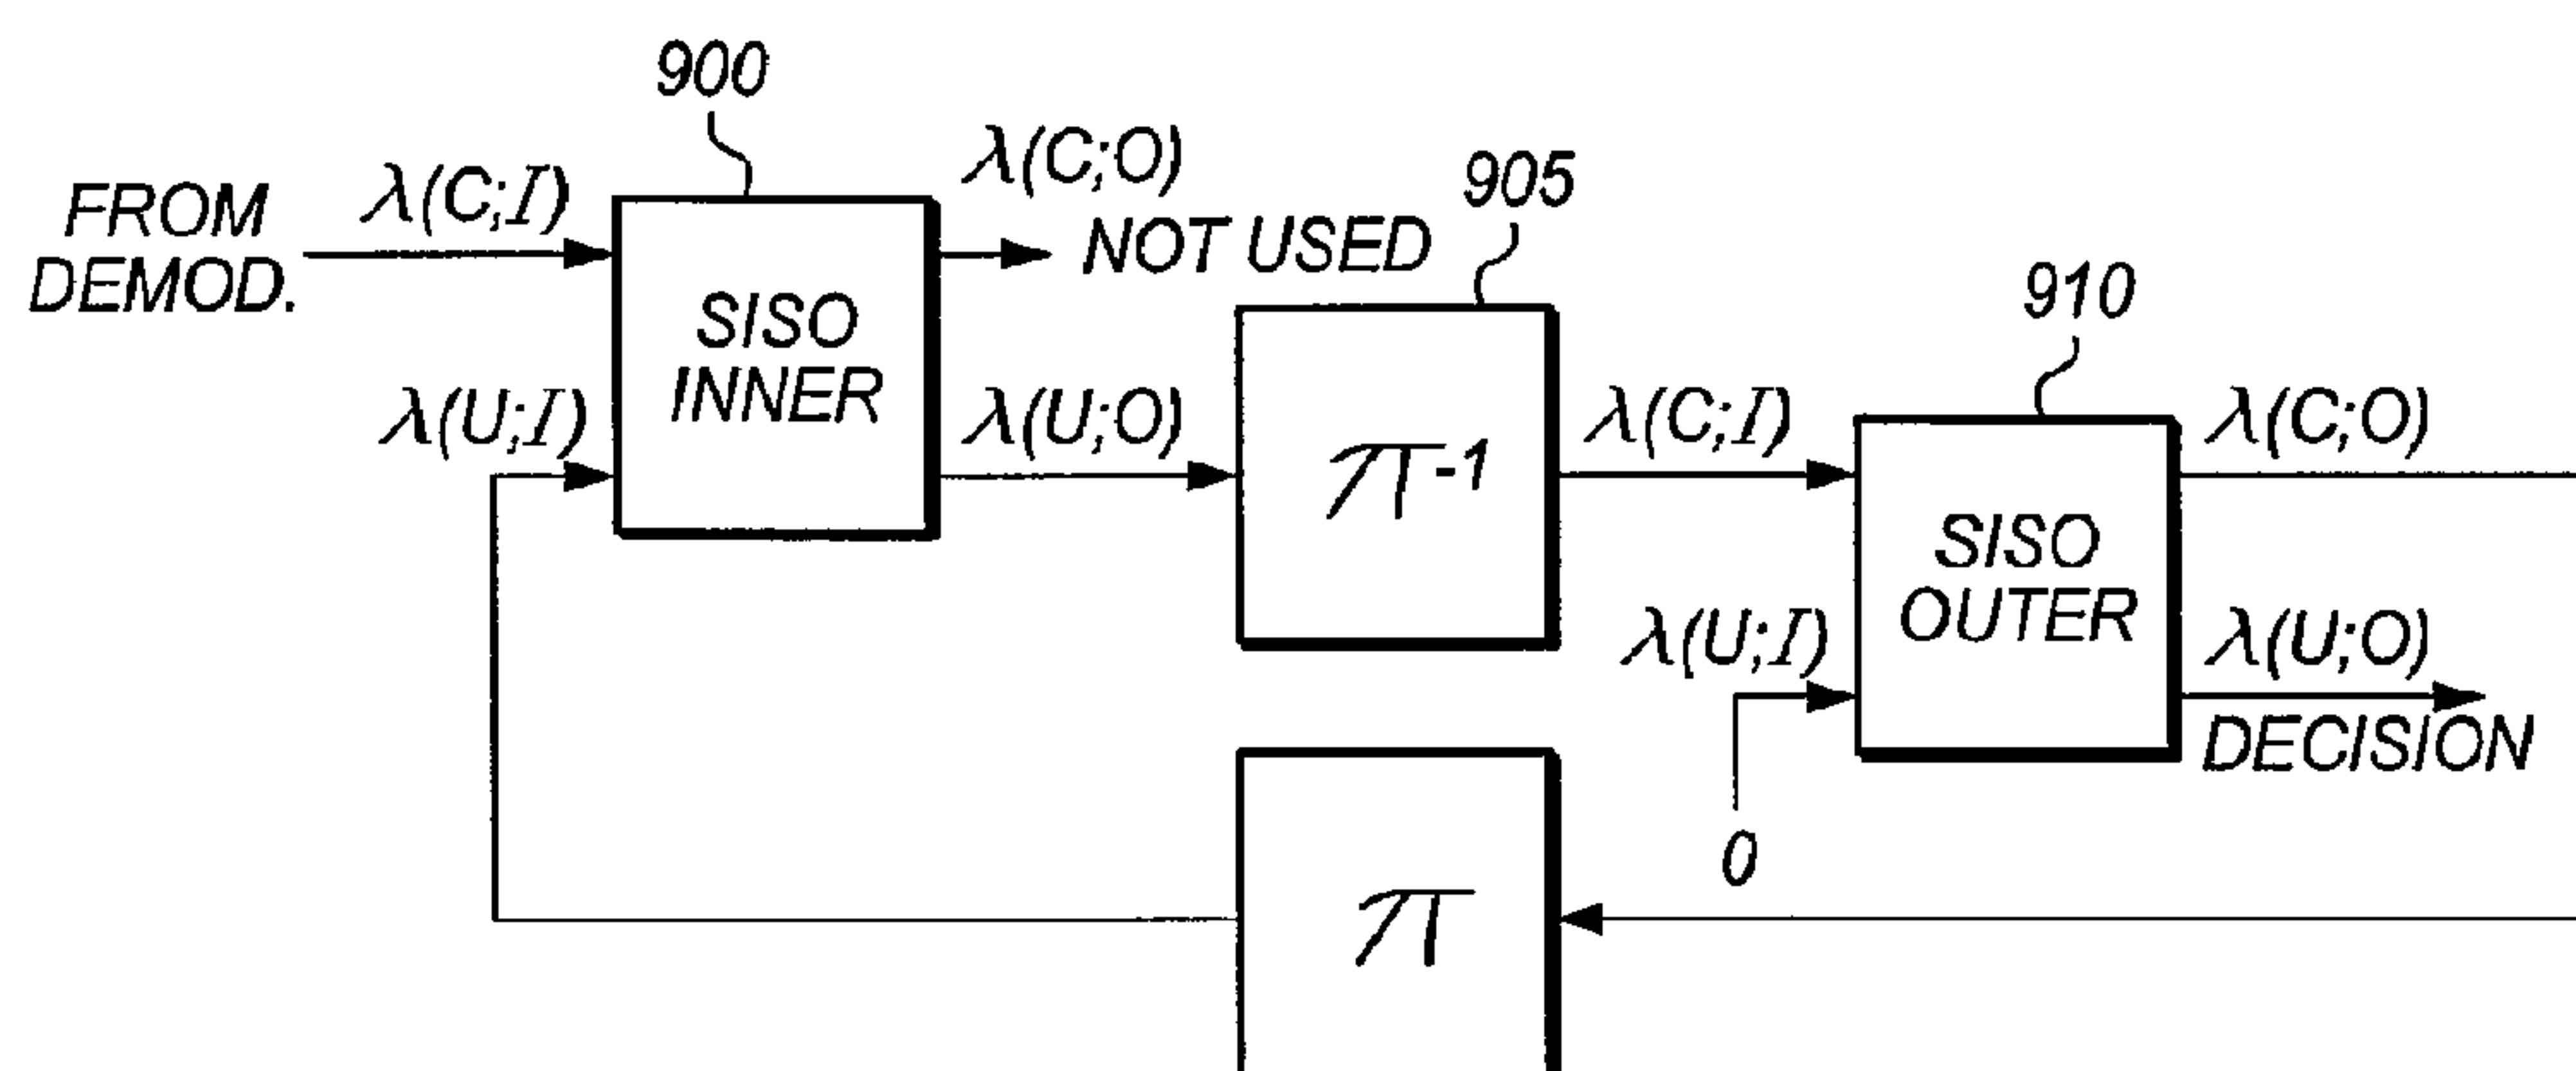 900
λ(C;O)
905
FROM
DEMOD.
λ(C;I)
NOT USED
910
SISO
INNER
λ(U;I)
λ(U;O)
π-1
λ(C;I)
λ(C;O)
SISO
OUTER
λ(U;I)
λ(U;O)
DECISION
0
π